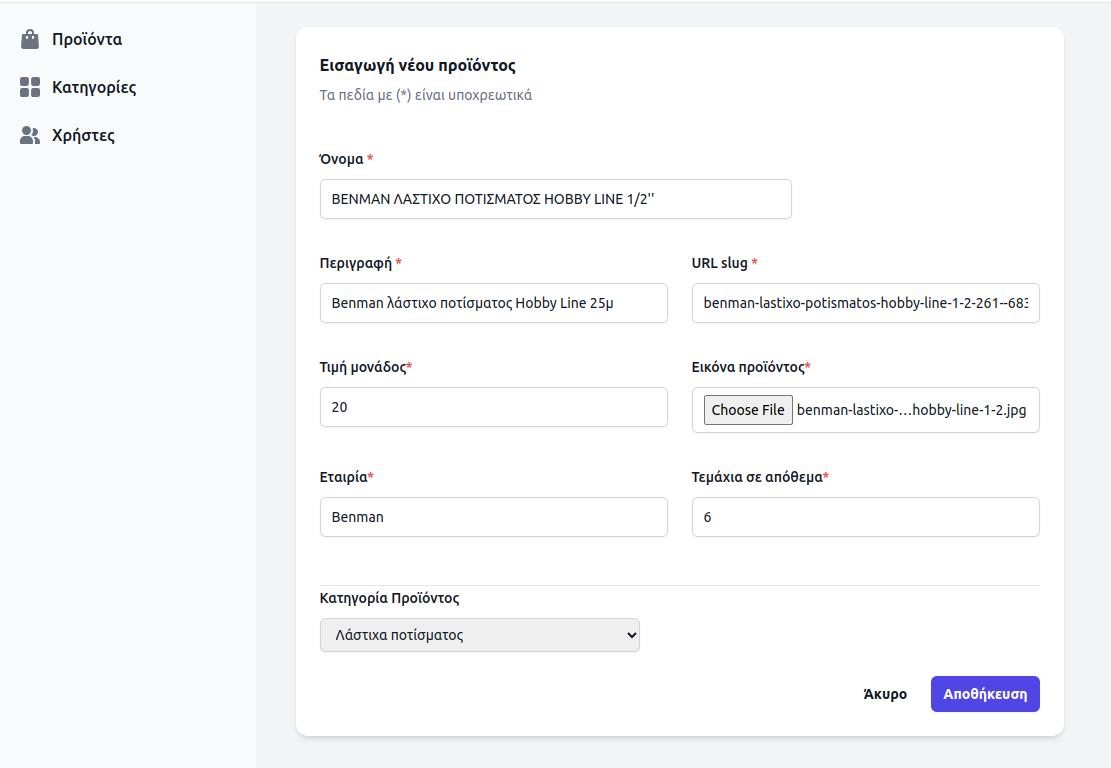 Προϊόντα
Κατηγορίες
Χρήστες
Εισαγωγή νέου προϊόντος
Τα πεδία με (*) είναι υποχρεωτικά
Όνομα *
BENMAN ΛΑΣΤΙΧΟ ΠΟΤΙΣΜΑΤΟΣ HOBBY LINE 1/2''
Περιγραφή * URL slug *
Benman λάστιχο ποτίσματος Hobby Line 25μ benman-lastixo-potismatos-hobby-line-1-2-261--683
Τιμή μονάδος* Εικόνα προϊόντος*
20 Choose File benman-lastixo-…hobby-line-1-2.jpg
Εταιρία* Τεμάχια σε απόθεμα*
Benman 6
Κατηγορία Προϊόντος
Λάστιχα ποτίσματος
Άκυρο Αποθήκευση